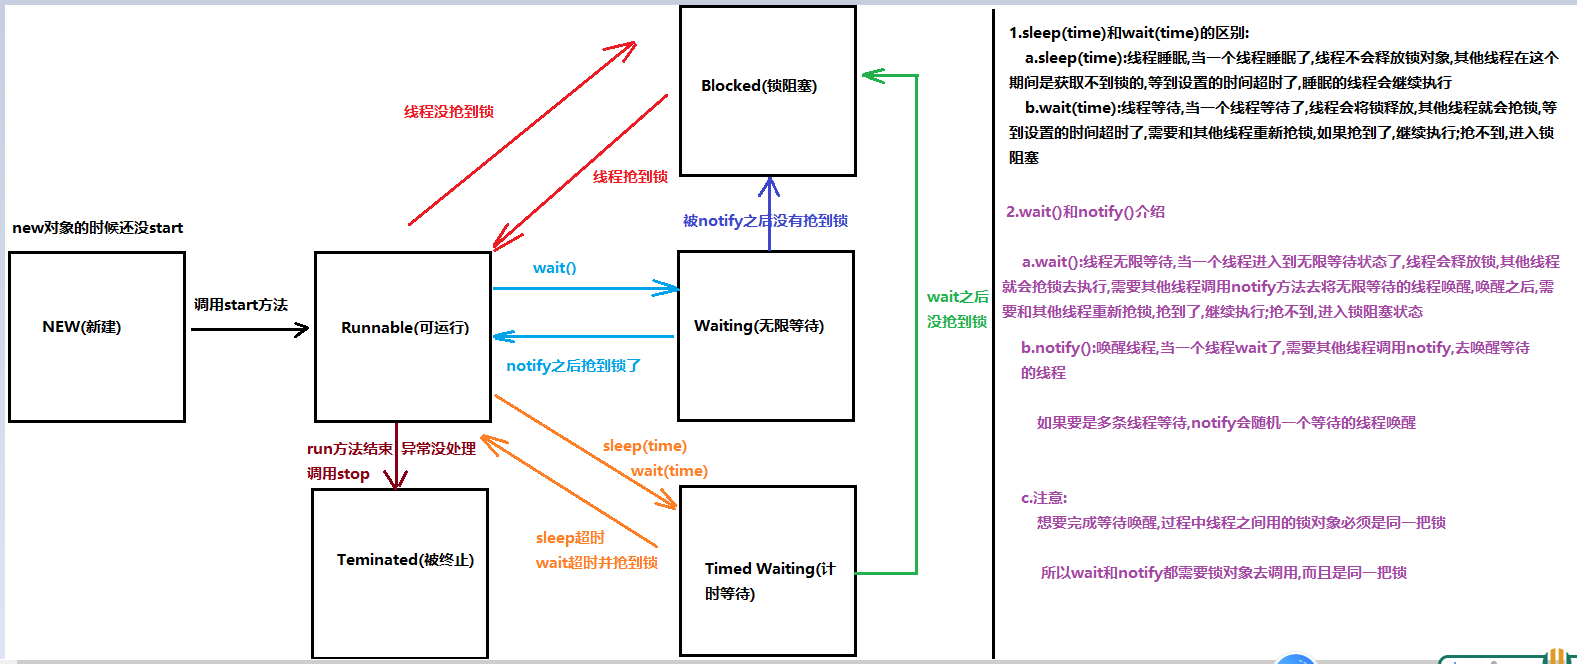 new对象的时候还没start
NEW(新建)
调用start方法
Runnable(可运行)
线程没抢到锁
线程抢到锁
Blocked(锁阻塞)
被notify之后没有抢到锁
wait()
notify之后抢到锁了
Waiting(无限等待)
wait之后
没抢到锁
run方法结束 异常没处理
调用stop
Teminated(被终止)
sleep(time)
wait(time)
sleep超时
wait超时并抢到锁
Timed Waiting(计
时等待)
1.sleep(time)和wait(time)的区别:
a.sleep(time):线程睡眠,当一个线程睡眠了,线程不会释放锁对象,其他线程在这个
期间是获取不到锁的,等到设置的时间超时了,睡眠的线程会继续执行
b.wait(time):线程等待,当一个线程等待了,线程会将锁释放,其他线程就会抢锁,等
到设置的时间超时了,需要和其他线程重新抢锁,如果抢到了,继续执行;抢不到,进入锁
阻塞
2.wait()和notify()介绍
a.wait():线程无限等待,当一个线程进入到无限等待状态了,线程会释放锁,其他线程
就会抢锁去执行,需要其他线程调用notify方法去将无限等待的线程唤醒,唤醒之后,需
要和其他线程重新抢锁,抢到了,继续执行;抢不到,进入锁阻塞状态
b.notify():唤醒线程,当一个线程wait了,需要其他线程调用notify,去唤醒等待
的线程
如果要是多条线程等待,notify会随机一个等待的线程唤醒
c.注意:
想要完成等待唤醒,过程中线程之间用的锁对象必须是同一把锁
所以wait和notify都需要锁对象去调用,而且是同一把锁